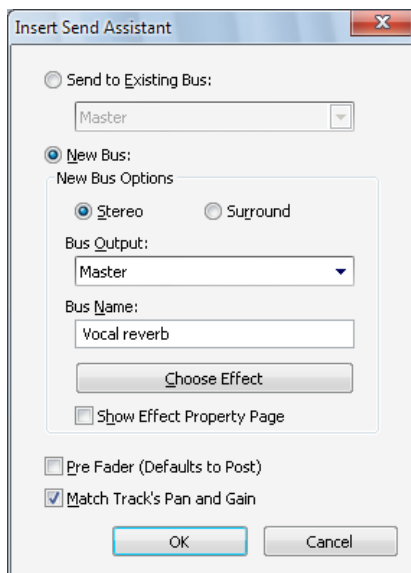 Insert Send Assistant
Send to Existing Bus:
Master
New Bus:
New Bus Options
Stereo
Surround
Bus Output:
Master
Bus Name:
Vocal reverb
Choose Effect
Show Effect Property Page
Pre Fader (Defaults to Post)
Match Track's Pan and Gain
OK
Cancel